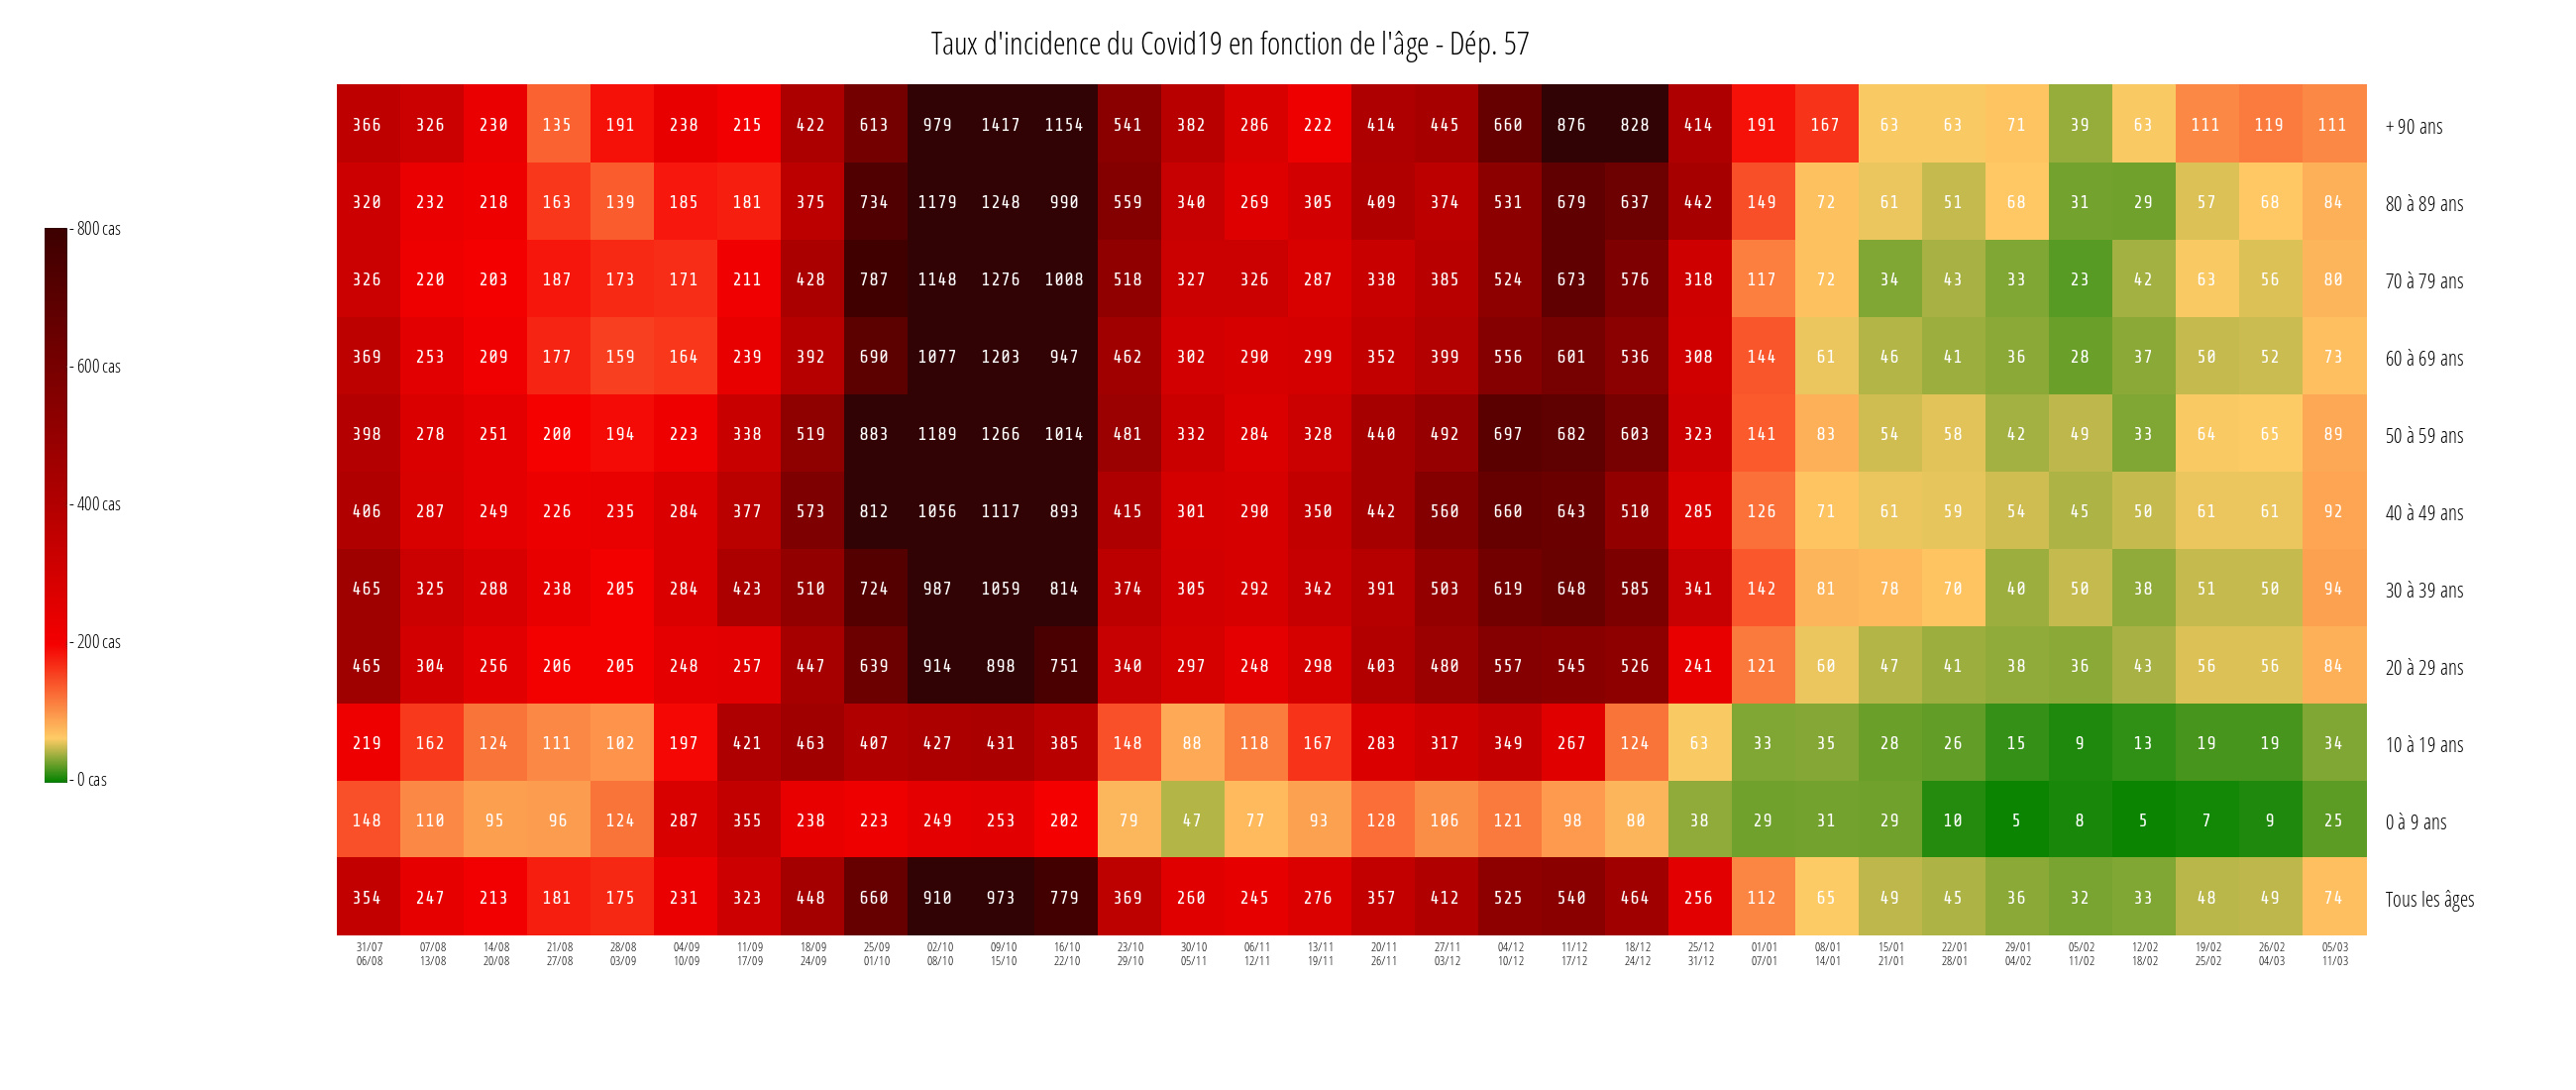 Taux d'incidence du Covid19 en fonction de l'âge - Dép. 57
- 800 cas
- 600 cas
- 400 cas
- 200 cas
- 0 cas
366 326 230 135 191 238 215 422 613 979 1417 1154 541 382 286 222 414 445 660 876 828 414 191 167 63 63 71 39 63 111 119 111 + 90 ans
320 232 218 163 139 185 181 375 734 1179 1248 990 559 340 269 305 409 374 531 679 637 442 149 72 61 51 68 31 29 57 68 84 80 à 89 ans
326 220 203 187 173 171 211 428 787 1148 1276 1008 518 327 326 287 338 385 524 673 576 318 117 72 34 43 33 23 42 63 56 80 70 à 79 ans
369 253 209 177 159 164 239 392 690 1077 1203 947 462 302 290 299 352 399 556 601 536 308 144 61 46 41 36 28 37 50 52 73 60 à 69 ans
398 278 251 200 194 223 338 519 883 1189 1266 1014 481 332 284 328 440 492 697 682 603 323 141 83 54 58 42 49 33 64 65 89 50 à 59 ans
406 287 249 226 235 284 377 573 812 1056 1117 893 415 301 290 350 442 560 660 643 510 285 126 71 61 59 54 45 50 61 61 92 40 à 49 ans
465 325 288 238 205 284 423 510 724 987 1059 814 374 305 292 342 391 503 619 648 585 341 142 81 78 70 40 50 38 51 50 94 30 à 39 ans
465 304 256 206 205 248 257 447 639 914 898 751 340 297 248 298 403 480 557 545 526 241 121 60 47 41 38 36 43 56 56 84 20 à 29 ans
219 162 124 111 102 197 421 463 407 427 431 385 148 88 118 167 283 317 349 267 124 63 33 35 28 26 15 9 13 19 19 34 10 à 19 ans
148 110 95 96 124 287 355 238 223 249 253 202 79 47 77 93 128 106 121 98 80 38 29 31 29 10 5 8 5 7 9 25 0 à 9 ans
354 247 213 181 175 231 323 448 660 910 973 779 369 260 245 276 357 412 525 540 464 256 112 65 49 45 36 32 33 48 49 74 Tous les âges
31/07 07/08 14/08 21/08 28/08 04/09 11/09 18/09 25/09 02/10 09/10 16/10 23/10 30/10 06/11 13/11 20/11 27/11 04/12 11/12 18/12 25/12 01/01 08/01 15/01 22/01 29/01 05/02 12/02 19/02 26/02 05/03
06/08 13/08 20/08 27/08 03/09 10/09 17/09 24/09 01/10 08/10 15/10 22/10 29/10 05/11 12/11 19/11 26/11 03/12 10/12 17/12 24/12 31/12 07/01 14/01 21/01 28/01 04/02 11/02 18/02 25/02 04/03 11/03